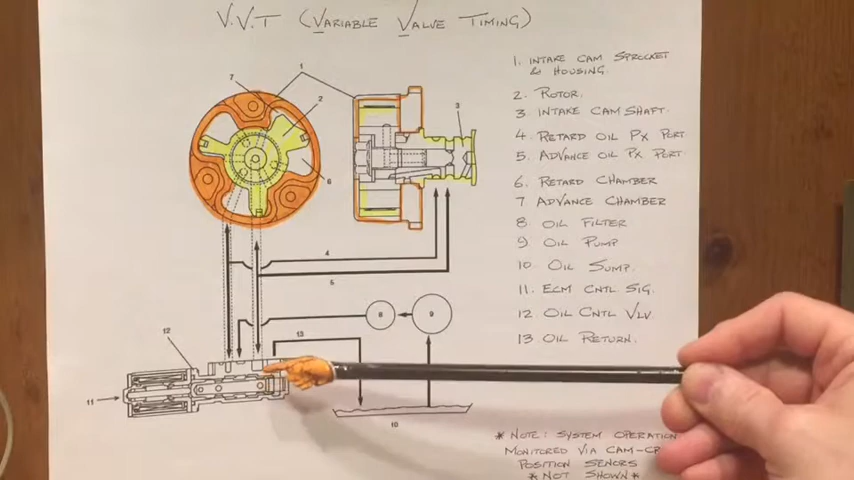 V.V.T (VARIABLE VALVE TIMING)
1. INTAKE CAM SPROCKET
& HOUSING.
2. ROTOR.
3 INTAKE CAM SHAFT.
4. RETARD OIL PX PORT
5. ADVANCE OIL PX PORT
6. RETARD CHAMBER
7 ADVANCE CHAMBER
8 OIL FILTER
9 OIL PUMP
10 OIL SUMP.
11. ECM CNTL SIG.
12 OIL CNTL VLV
13 OIL RETURN.
* NOTE: SYSTEM OPERATION
MONITORED VIA CAM-
POSITION SENSORS
* NOT SHOWN *
1
7
2
3
6
4
5
8
9
13
12
11
10